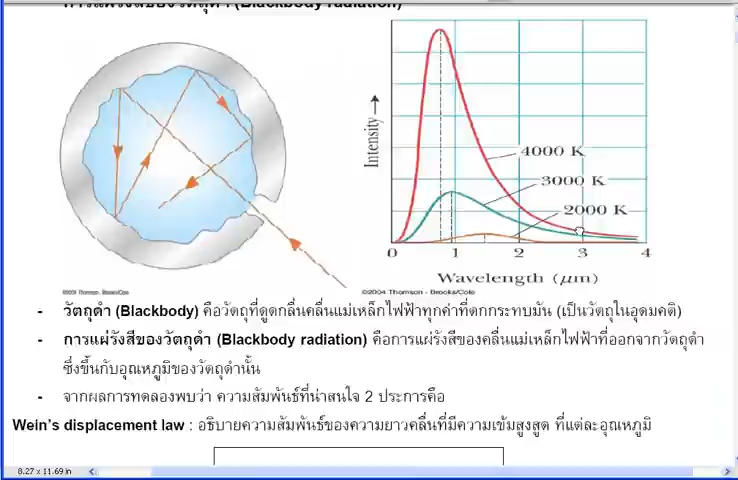 การแผ่รังสีของวัตถุดำ (Blackbody radiation)
Intensity
4000 K
3000 K
2000 K
0 1 2 3 4
Wavelength (μm)
©2004 Thomson - Brooks/Cole
©2004 Thomson - Brooks/Cole
- วัตถุดำ (Blackbody) คือวัตถุที่ดูดกลืนคลื่นแม่เหล็กไฟฟ้าทุกค่าที่ตกกระทบมัน (เป็นวัตถุในอุดมคติ)
- การแผ่รังสีของวัตถุดำ (Blackbody radiation) คือการแผ่รังสีของคลื่นแม่เหล็กไฟฟ้าที่ออกจากวัตถุดำ
ซึ่งขึ้นกับอุณหภูมิของวัตถุดำนั้น
- จากผลการทดลองพบว่า ความสัมพันธ์ที่น่าสนใจ 2 ประการคือ
Wein's displacement law : อธิบายความสัมพันธ์ของความยาวคลื่นที่มีความเข้มสูงสุด ที่แต่ละอุณหภูมิ
8.27 x 11.69 in